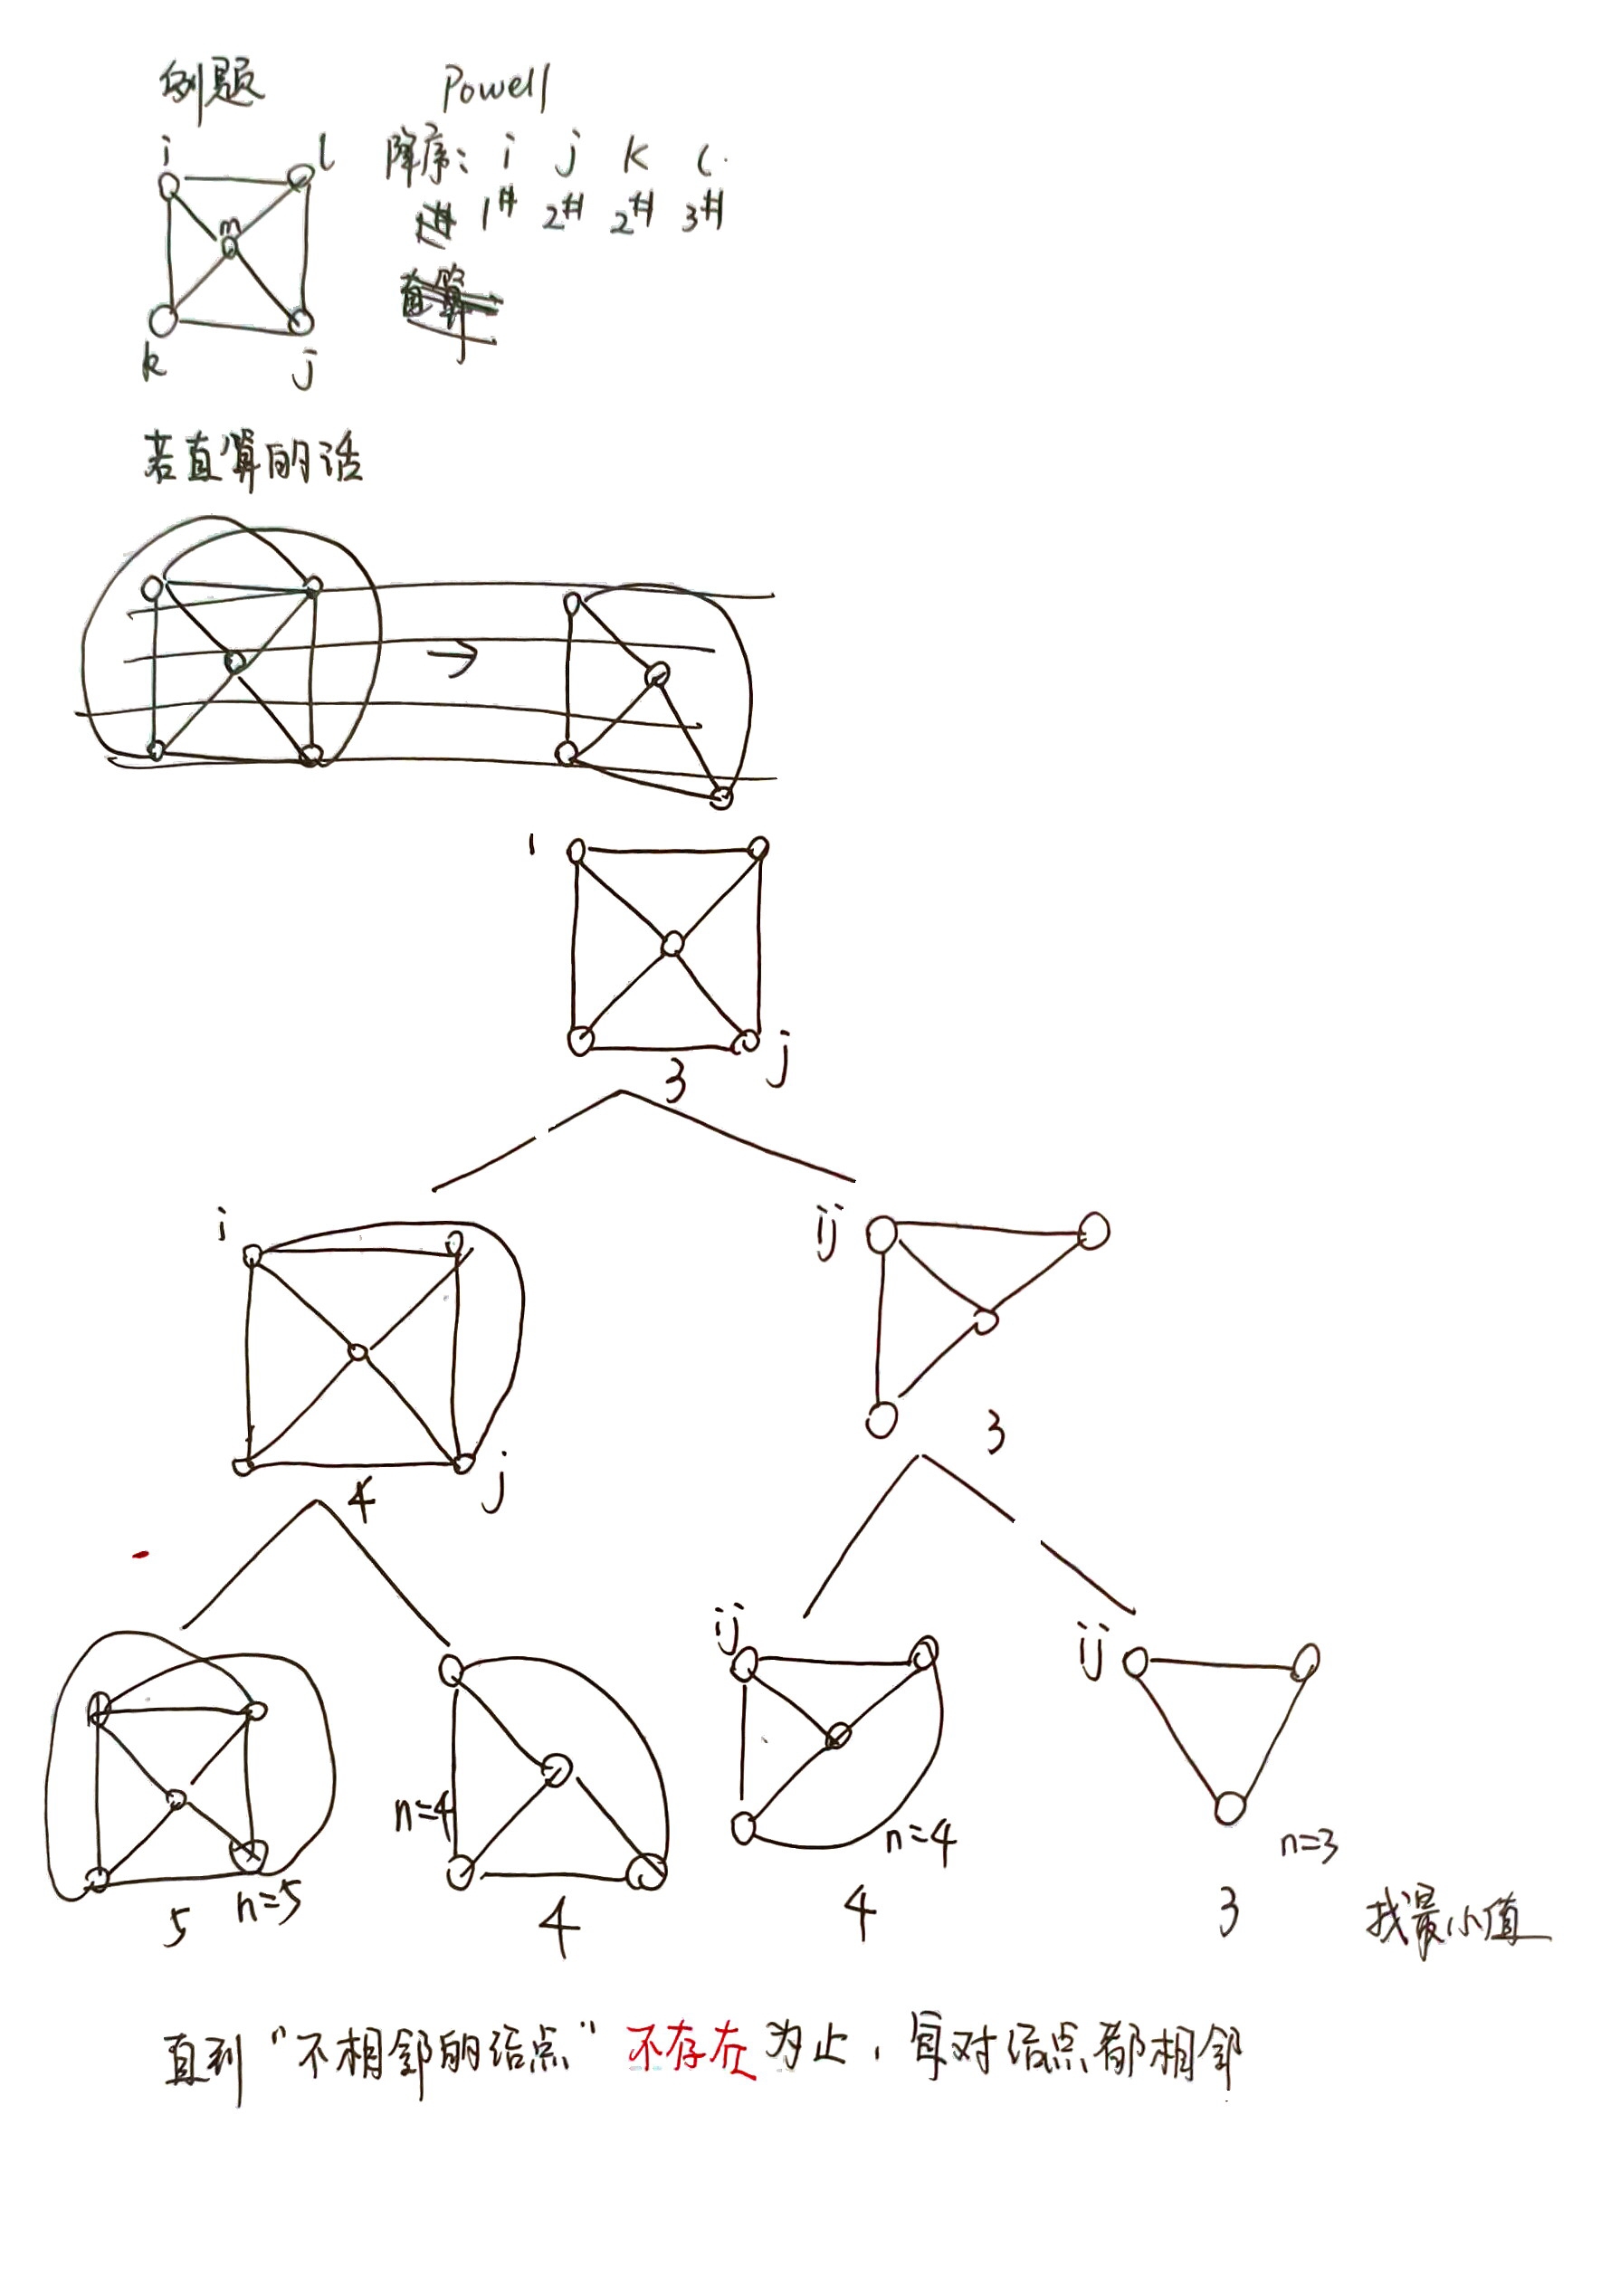 例题 Powell
i l 降序: i j k l
1# 2# 2# 3#
m
k j
若直算的话
i
j
3
i ij
3
j
4
ij ij
n=4 n=4 n=3
5 n=5 4 4 3 找最小值
直到“不相邻的结点”不存在为止,每对结点都相邻